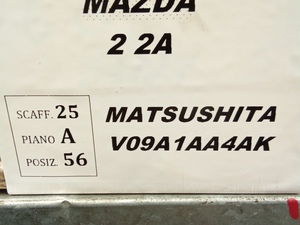 MAZDA
2 2A
SCAFF. 25
PIANO A
POSIZ. 56
MATSUSHITA
V09A1AA4AK